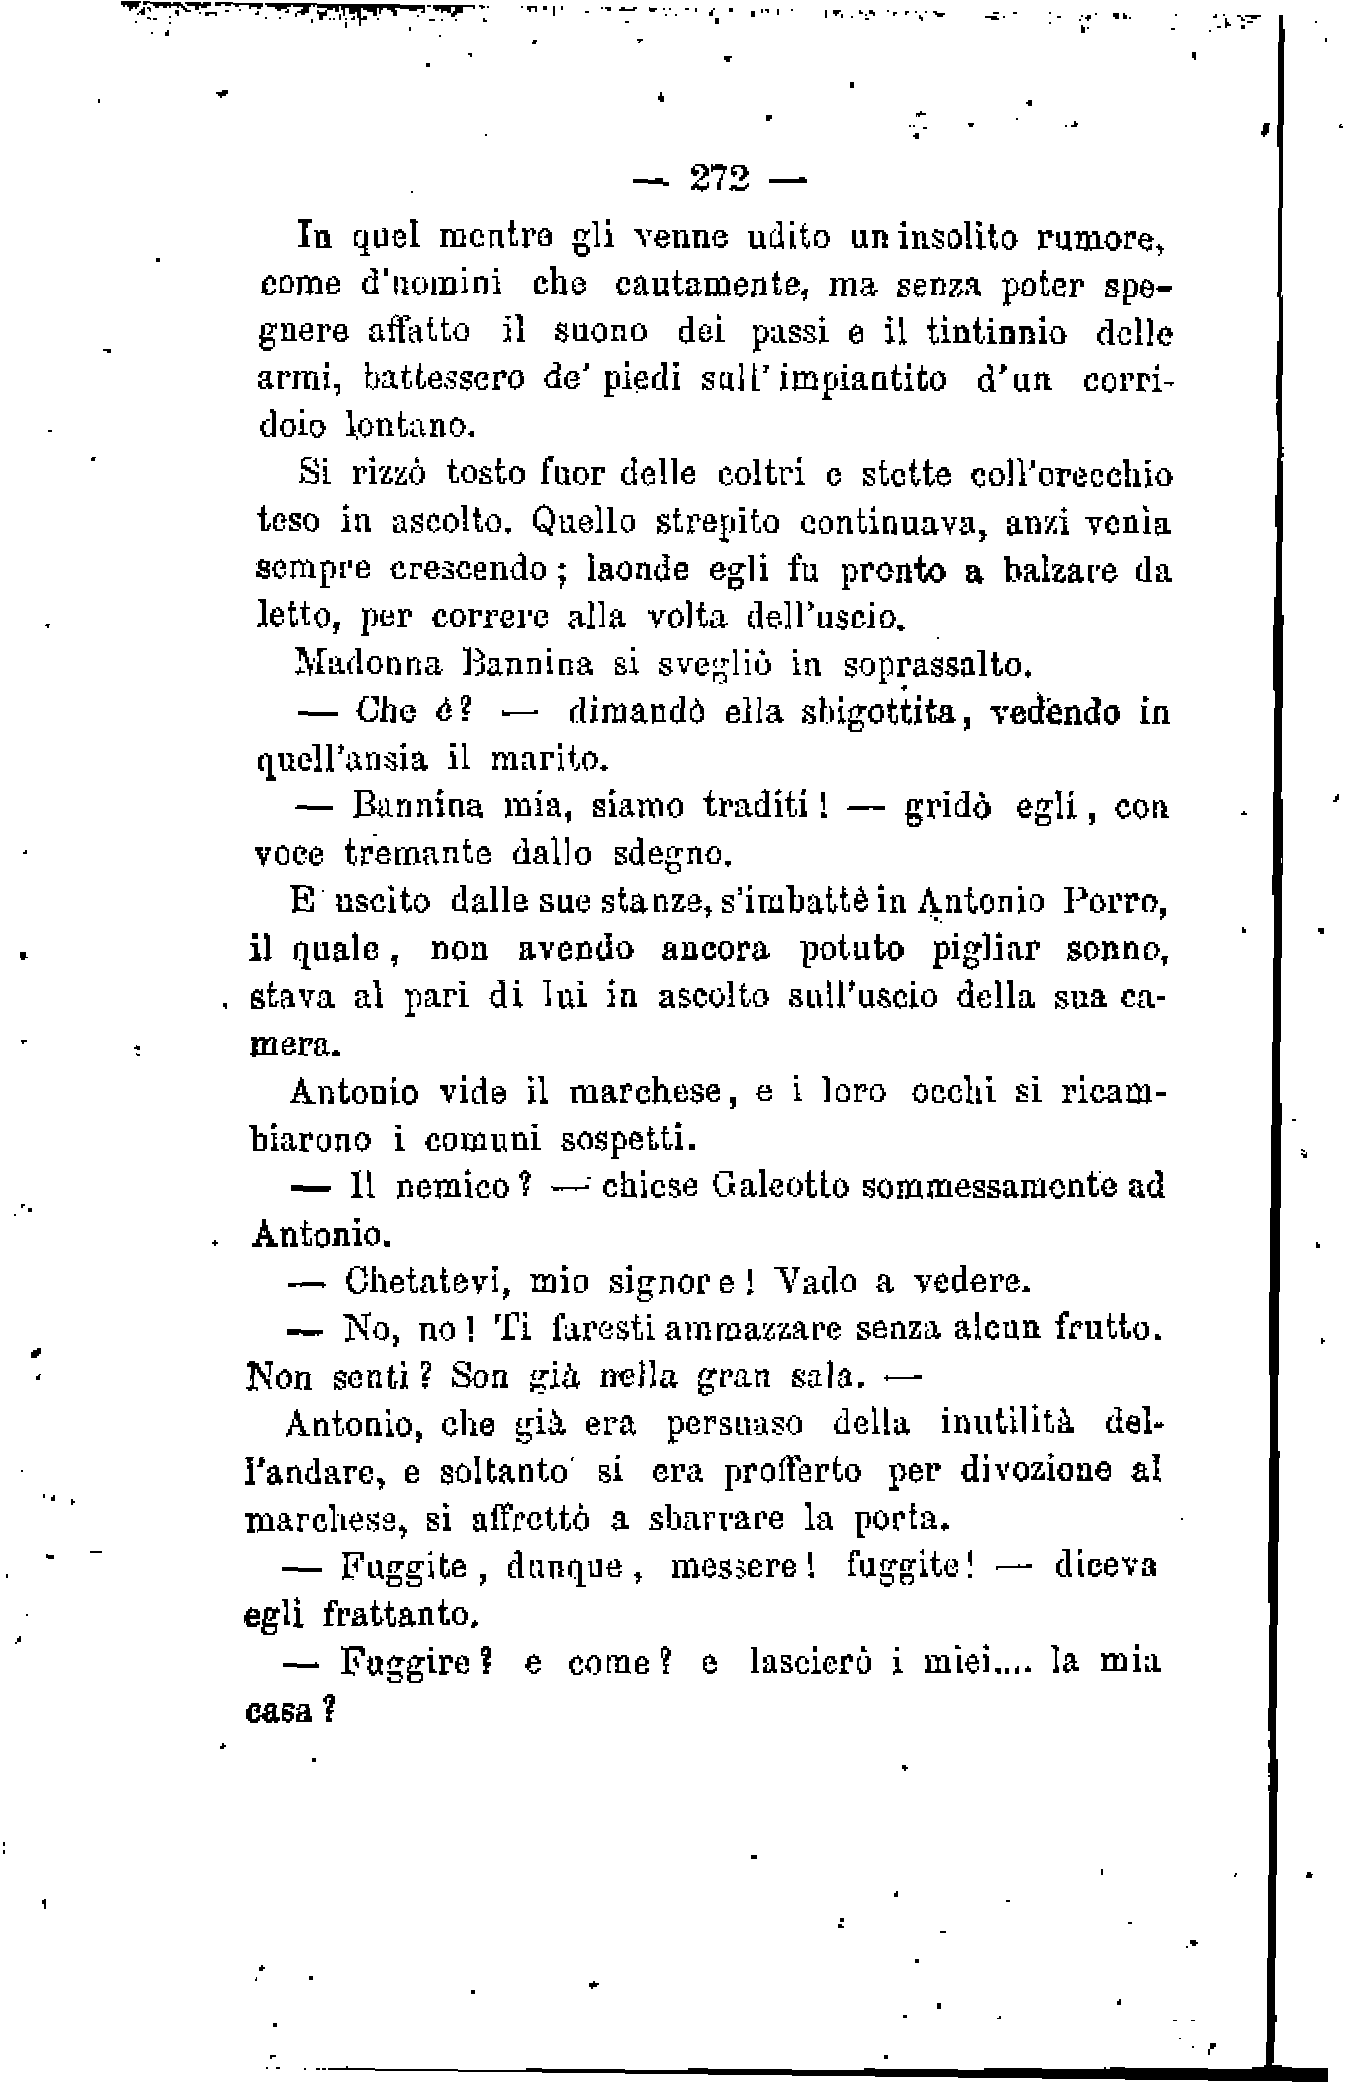 — 272 —
In quel mentre gli venne udito un insolito rumore,
come d'uomini che cautamente, ma senza poter spe-
gnere affatto il suono dei passi e il tintinnio delle
armi, battessero de' piedi sull'impiantito d'un corri-
doio lontano.
Si rizzò tosto fuor delle coltri e stette coll'orecchio
teso in ascolto. Quello strepito continuava, anzi venìa
sempre crescendo; laonde egli fu pronto a balzare da
letto, per correre alla volta dell'uscio.
Madonna Bannina si svegliò in soprassalto.
— Che è? — dimandò ella sbigottita, vedendo in
quell'ansia il marito.
— Bannina mia, siamo traditi! — gridò egli, con
voce tremante dallo sdegno.
E uscito dalle sue stanze, s'imbattè in Antonio Porro,
il quale, non avendo ancora potuto pigliar sonno,
stava al pari di lui in ascolto sull'uscio della sua ca-
mera.
Antonio vide il marchese, e i loro occhi si ricam-
biarono i comuni sospetti.
— Il nemico? — chiese Galeotto sommessamente ad
Antonio.
— Chetatevi, mio signore! Vado a vedere.
— No, no! Ti faresti ammazzare senza alcun frutto.
Non senti? Son già nella gran sala. —
Antonio, che già era persuaso della inutilità del-
l'andare, e soltanto si era profferto per divozione al
marchese, si affrettò a sbarrare la porta.
— Fuggite, dunque, messere! fuggite! — diceva
egli frattanto.
— Fuggire? e come? e lascierò i miei.... la mia
casa?